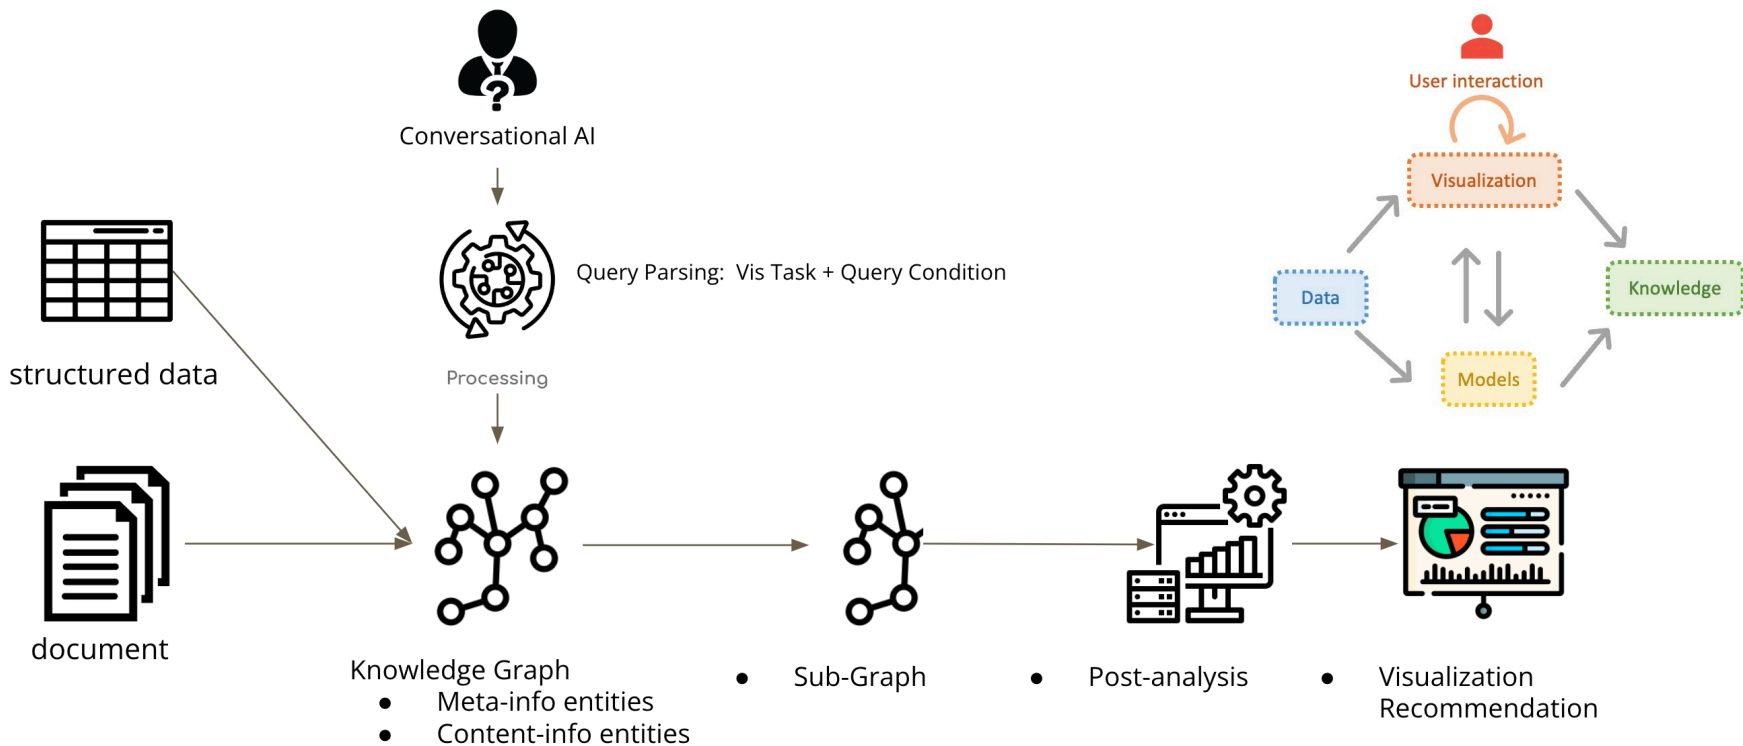 Conversational AI
User interaction
Visualization
Query Parsing:  Vis Task + Query Condition
Data
Knowledge
Models
structured data
Processing
document
Knowledge Graph
● Meta-info entities
● Content-info entities
● Sub-Graph
● Post-analysis
● Visualization
Recommendation